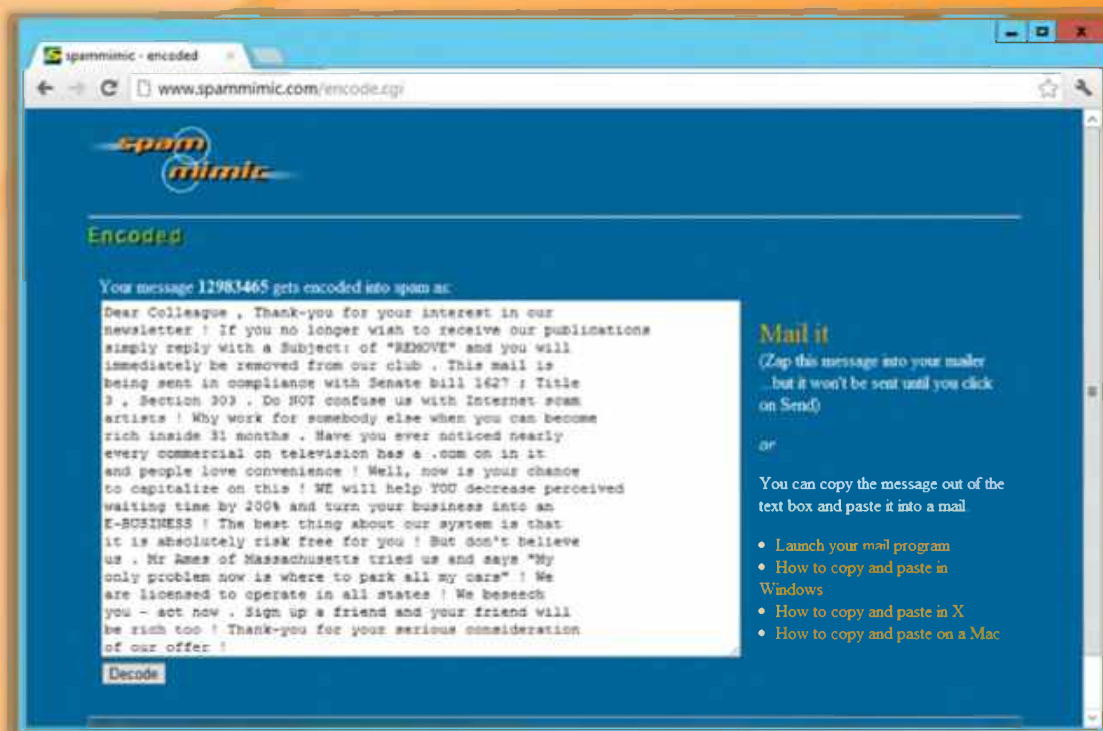 spammimic - encoded
www.spammimic.com/encode.cgi
spam
mimic
Encoded
Your message 12983465 gets encoded into spam as:
Dear Colleague , Thank-you for your interest in our
newsletter ! If you no longer wish to receive our publications
simply reply with a Subject: of "REMOVE" and you will
immediately be removed from our club . This mail is
being sent in compliance with Senate bill 1627 ; Title
3 , Section 303 . Do NOT confuse us with Internet scam
artists ! Why work for somebody else when you can become
rich inside 31 months . Have you ever noticed nearly
every commercial on television has a .com on in it
and people love convenience ! Well, now is your chance
to capitalize on this ! WE will help YOU decrease perceived
waiting time by 200% and turn your business into an
E-BUSINESS ! The best thing about our system is that
it is absolutely risk free for you ! But don't believe
us . Mr Ames of Massachusetts tried us and says "My
only problem now is where to park all my cars" ! We
are licensed to operate in all states ! We beseech
you - act now . Sign up a friend and your friend will
be rich too ! Thank-you for your serious consideration
of our offer !
Decode
Mail it
(Zap this message into your mailer
...but it won't be sent until you click
on Send)
or
You can copy the message out of the
text box and paste it into a mail.
• Launch your mail program
• How to copy and paste in
Windows
• How to copy and paste in X
• How to copy and paste on a Mac